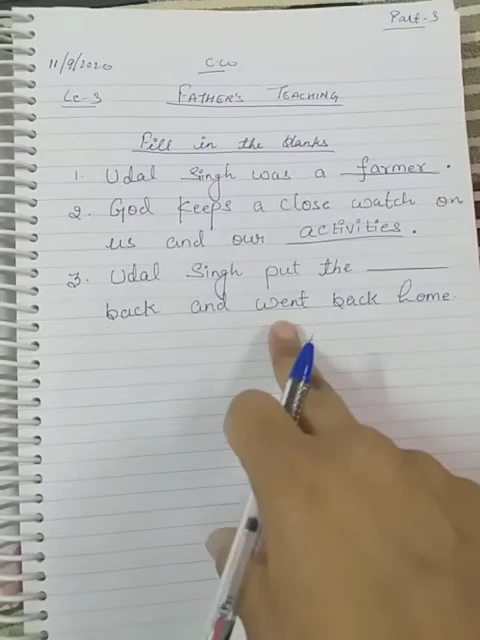 Part-3
11/9/2020 CW
Le-3 FATHER'S TEACHING
Fill in the blanks
1. Udal Singh was a farmer.
2. God keeps a close watch on
us and our activities.
3. Udal Singh put the ______
back and went back home